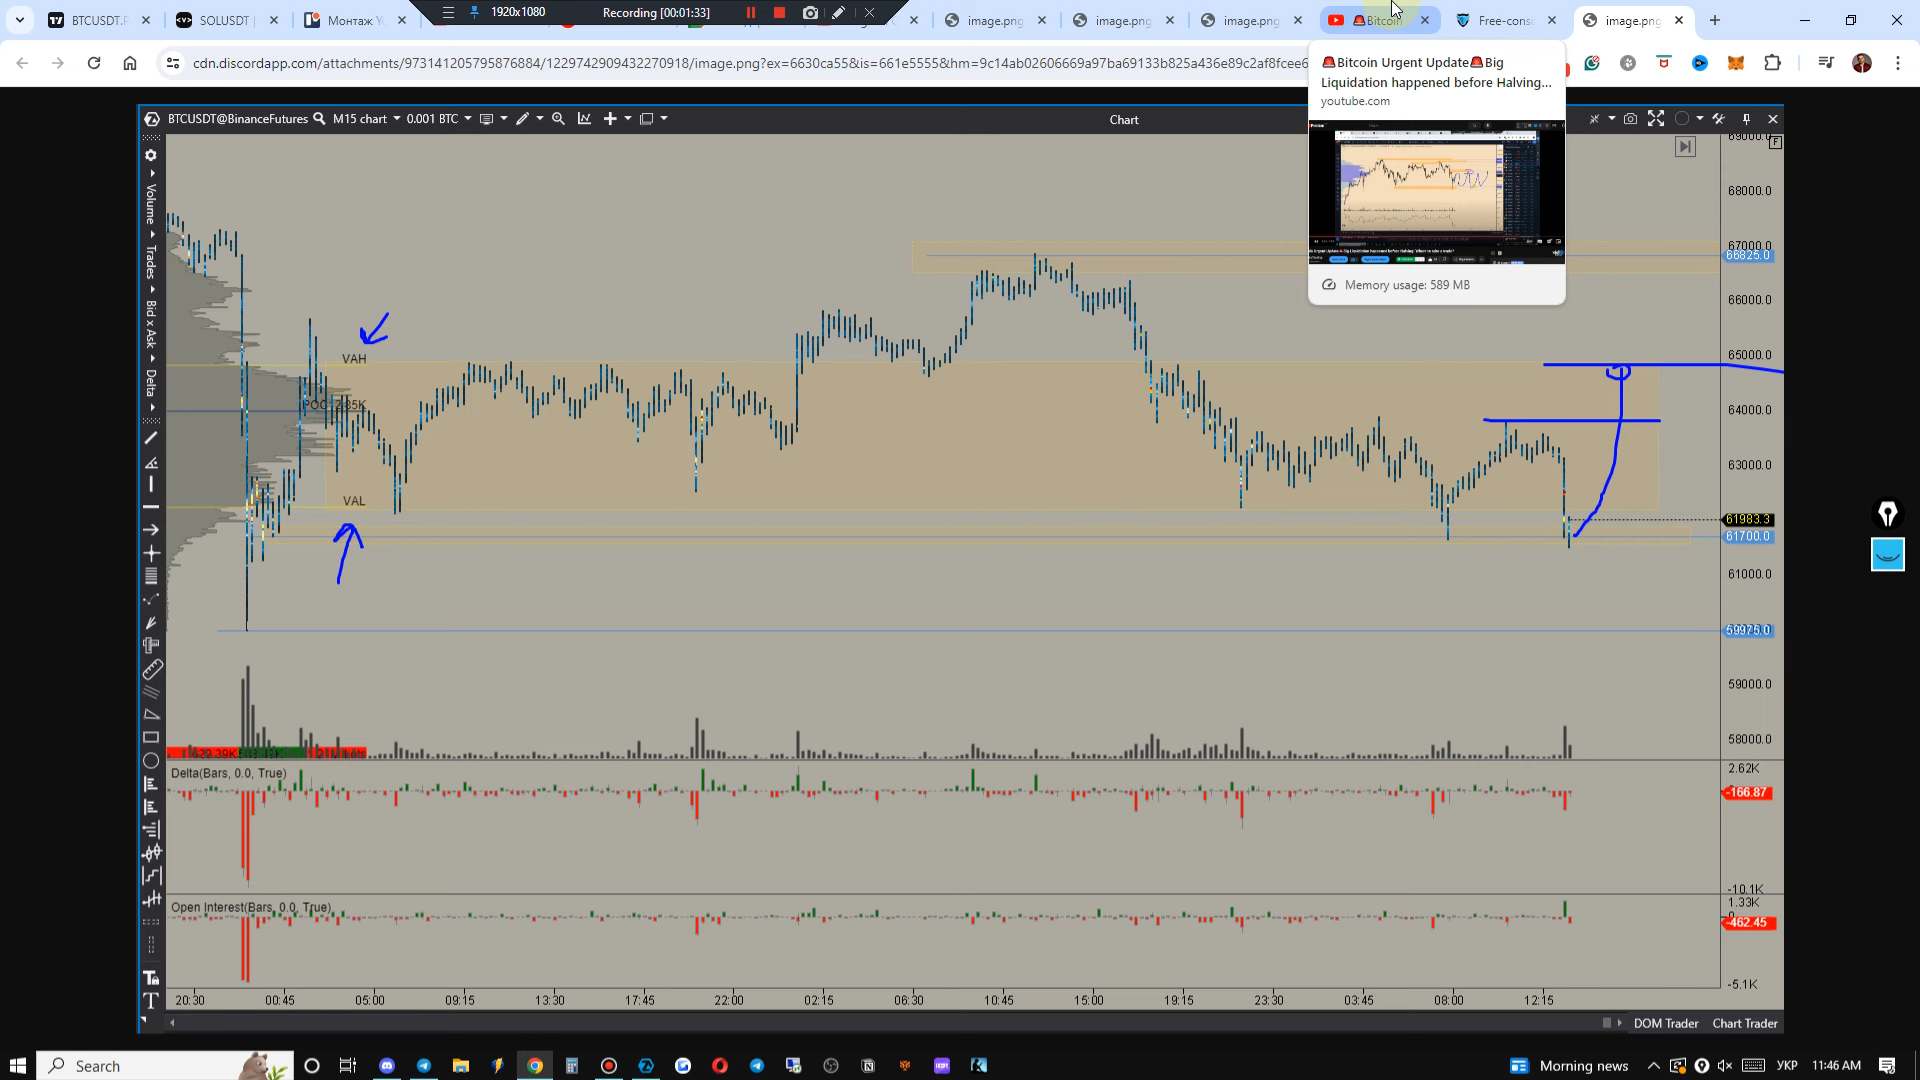 BTCUSDT.P
SOLUSDT
Монтаж Y
1920x1080
Recording [00:01:33]
image.png
image.png
image.png
Bitcoin
Free-cons
image.png
cdn.discordapp.com/attachments/973141205795876884/1229742909432270918/image.png?ex=6630ca55&is=661e5555&hm=9c14ab02606669a97ba69133b825a436e89c2af8fcee6
🚨Bitcoin Urgent Update🚨Big
Liquidation happened before Halving...
youtube.com
Memory usage: 589 MB
BTCUSDT@BinanceFutures
M15 chart
0.001 BTC
Chart
F
Volume
Trades
Bid x Ask
Delta
69000.0
68000.0
67000.0
66825.0
66000.0
65000.0
64000.0
63000.0
61983.3
61700.0
61000.0
59975.0
59000.0
58000.0
VAH
POC
VAL
Delta(Bars, 0.0, True)
2.62K
-166.87
-10.1K
Open Interest(Bars, 0.0, True)
1.33K
-462.45
-5.1K
20:30 00:45 05:00 09:15 13:30 17:45 22:00 02:15 06:30 10:45 15:00 19:15 23:30 03:45 08:00 12:15
DOM Trader
Chart Trader
Search
Morning news
УКР
11:46 AM